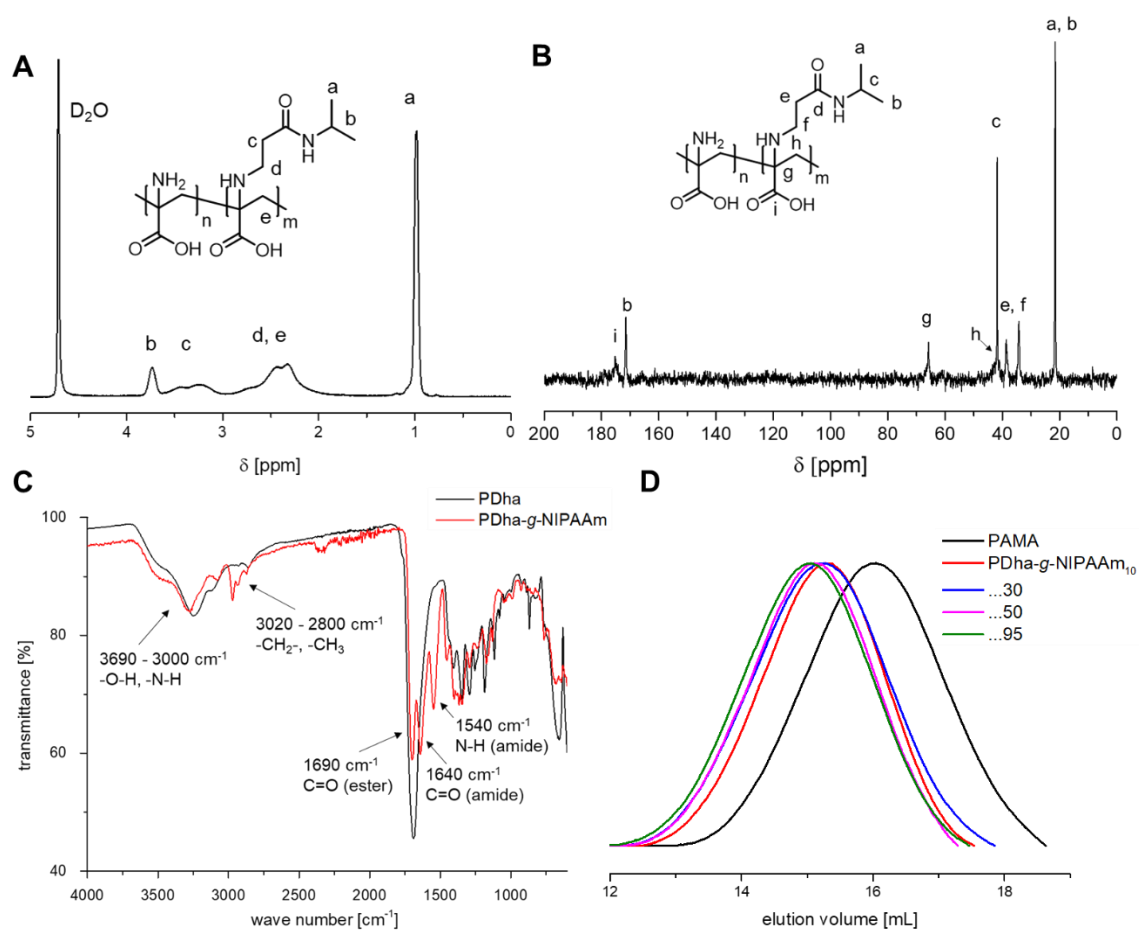 A
D₂O
O
a
N
H
b
c
d
HN
NH₂
n
e
m
O
OH
O
OH
a
b
c
d, e
5
4
3
2
1
0
δ [ppm]
B
a, b
a
O
c
e
d
N
H
b
f
HN
h
NH₂
n
g
m
O
OH
O
OH
i
c
i
b
g
h
e, f
200
180
160
140
120
100
80
60
40
20
0
δ [ppm]
C
PDha
PDha-g-NIPAAm
100
80
60
40
transmittance [%]
3690 - 3000 cm⁻¹
-O-H, -N-H
3020 - 2800 cm⁻¹
-CH₂-, -CH₃
1540 cm⁻¹
N-H (amide)
1690 cm⁻¹
C=O (ester)
1640 cm⁻¹
C=O (amide)
4000
3500
3000
2500
2000
1500
1000
wave number [cm⁻¹]
D
PAMA
PDha-g-NIPAAm₁₀
...30
...50
...95
12
14
16
18
elution volume [mL]